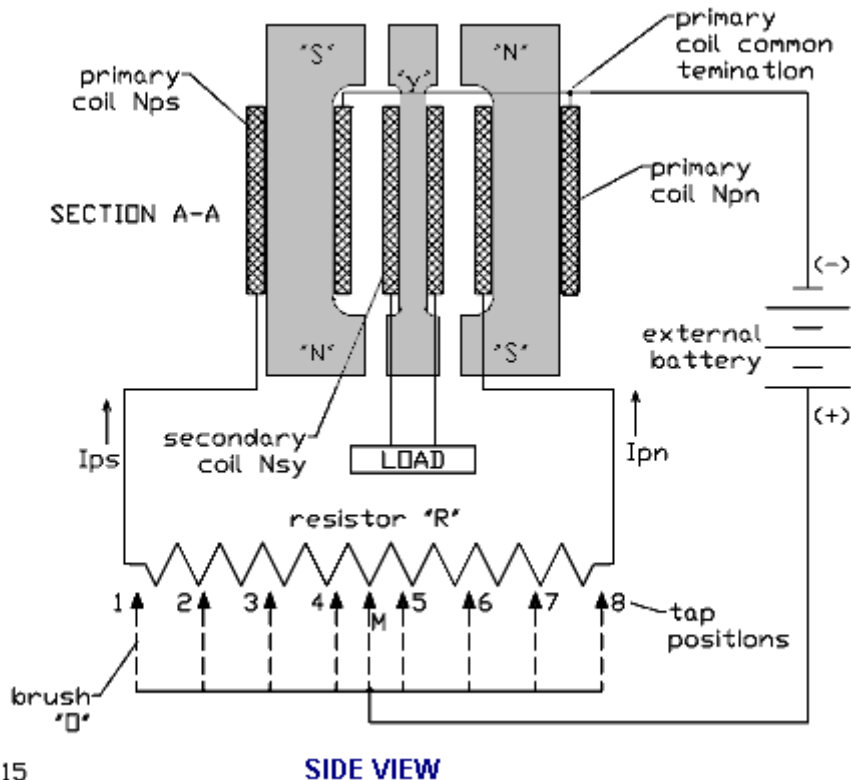 "S"
"Y"
"N"
primary
coil common
temination
primary
coil Nps
primary
coil Npn
SECTION A-A
(-)
external
battery
(+)
"N"
"S"
Ips
secondary
coil Nsy
LOAD
Ipn
resistor "R"
1 2 3 4 M 5 6 7 8
tap
positions
brush
"O"
15
SIDE VIEW